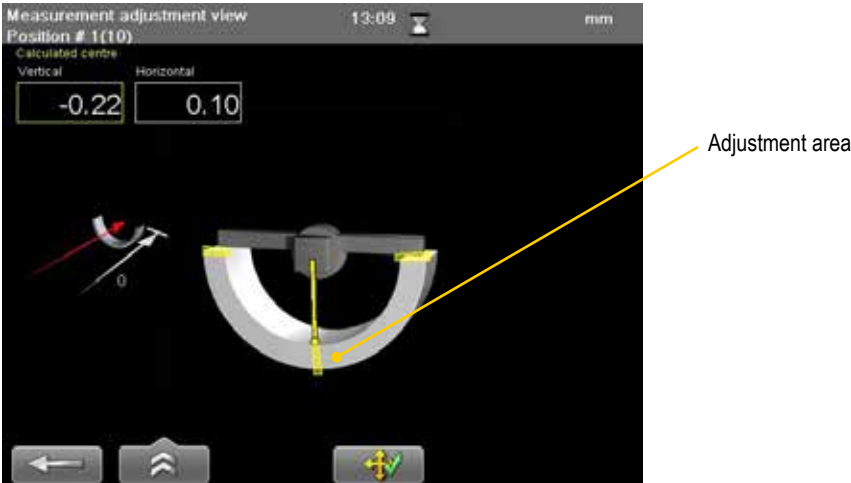 Measurement adjustment view
13:09
mm
Position # 1(10)
Calculated centre
Vertical
Horizontal
-0.22
0.10
Adjustment area
0